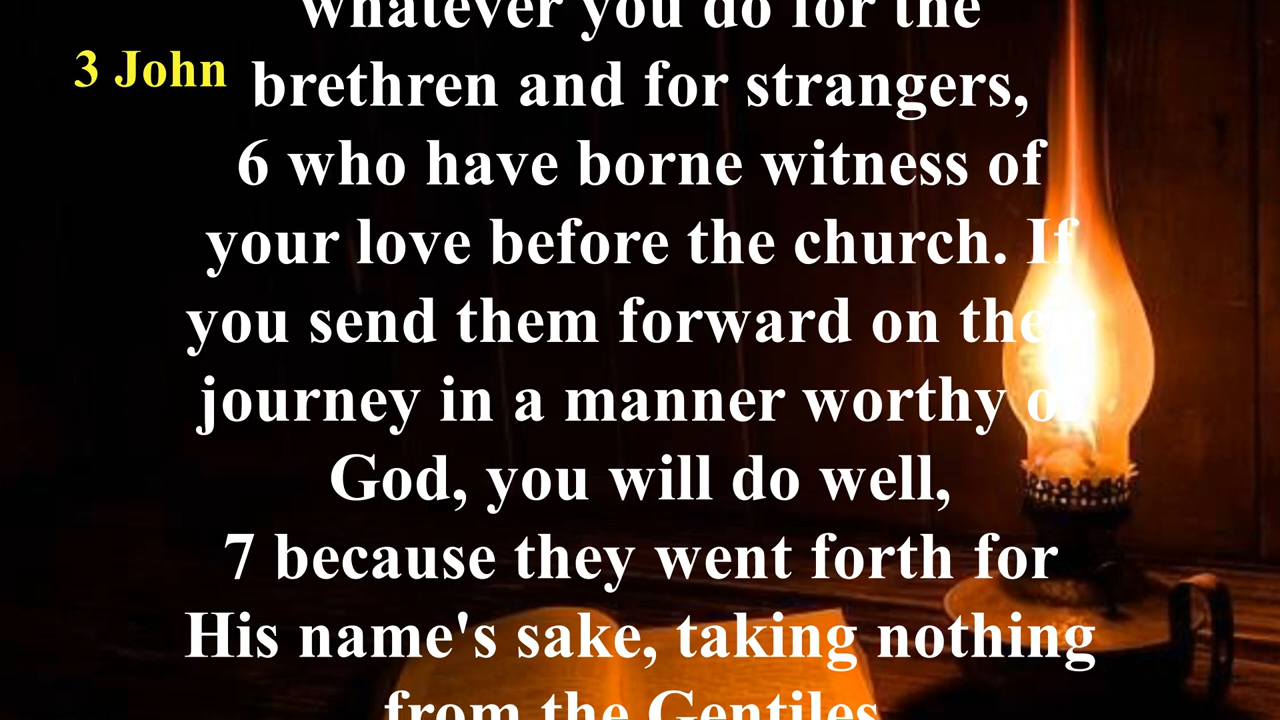 whatever you do for the
3 John
brethren and for strangers,
6 who have borne witness of
your love before the church. If
you send them forward on their
journey in a manner worthy of
God, you will do well,
7 because they went forth for
His name's sake, taking nothing
from the Gentiles